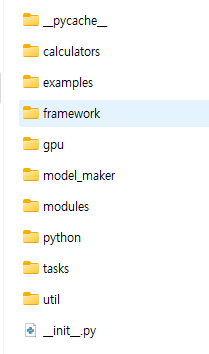 __pycache__
calculators
examples
framework
gpu
model_maker
modules
python
tasks
util
__init__.py